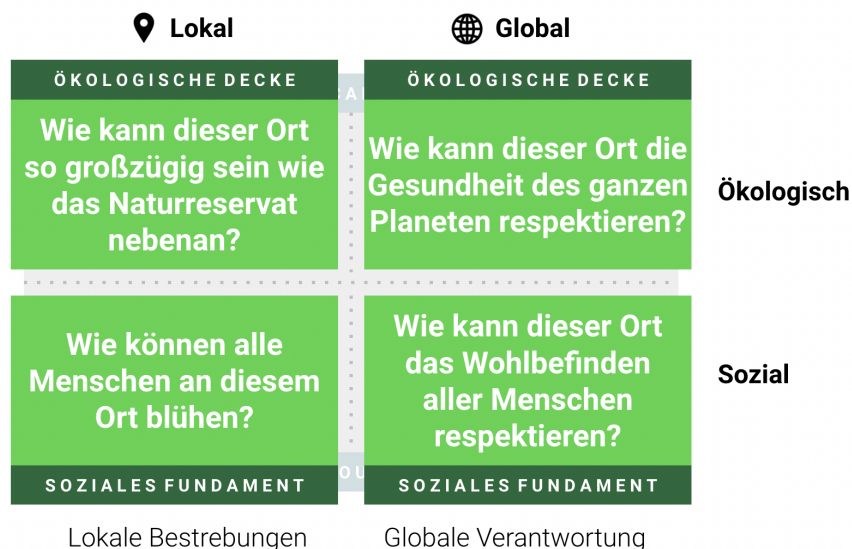 Lokal
Global
ÖKOLOGISCHE DECKE
ÖKOLOGISCHE DECKE
Wie kann dieser Ort
so großzügig sein wie
das Naturreservat
nebenan?
Wie kann dieser Ort die
Gesundheit des ganzen
Planeten respektieren?
Ökologisch
Wie können alle
Menschen an diesem
Ort blühen?
Wie kann dieser Ort
das Wohlbefinden
aller Menschen
respektieren?
Sozial
SOZIALES FUNDAMENT
SOZIALES FUNDAMENT
Lokale Bestrebungen
Globale Verantwortung